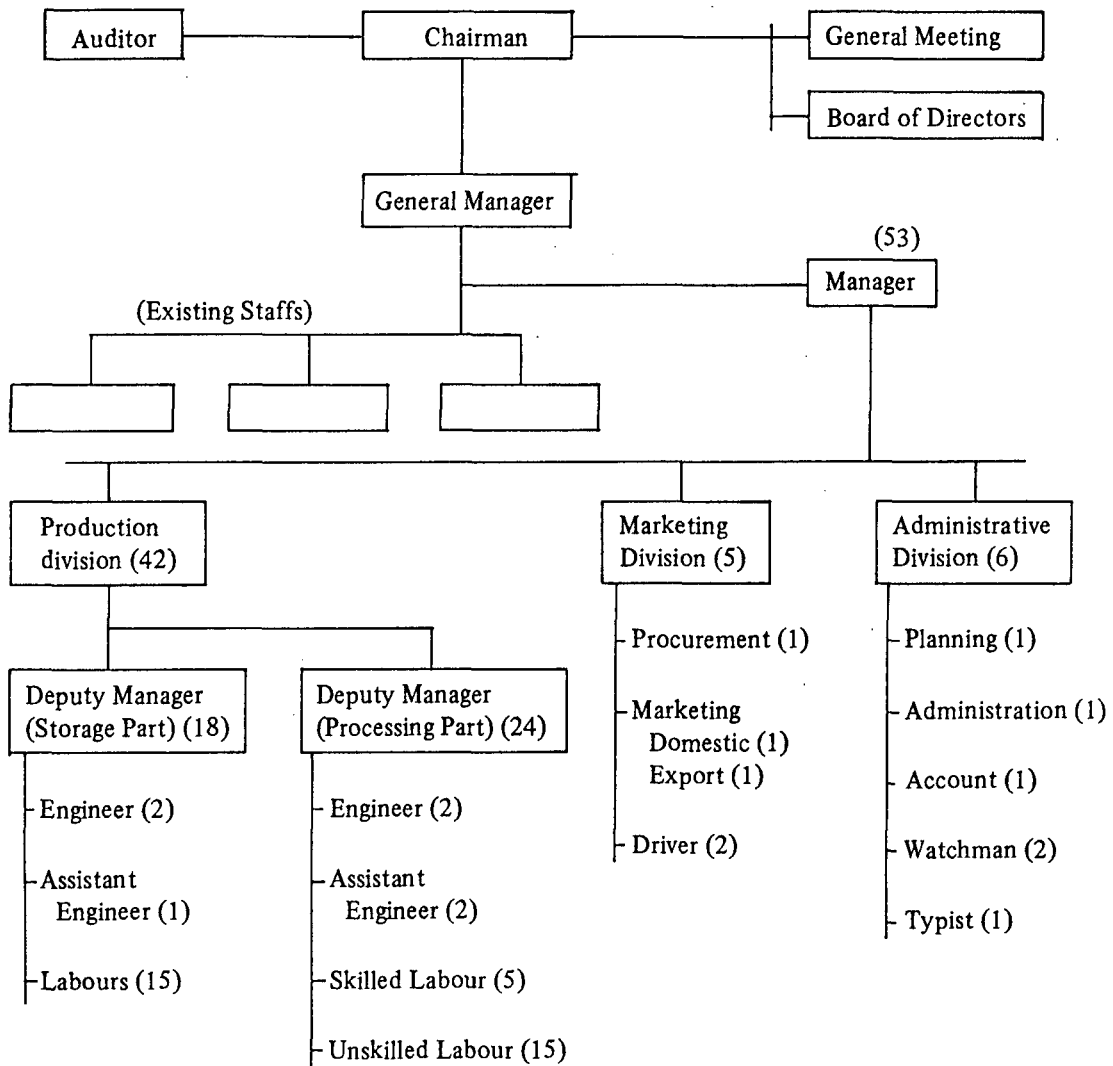 Auditor
Chairman
General Meeting
Board of Directors
General Manager
(53)
Manager
(Existing Staffs)
Production
division (42)
Marketing
Division (5)
Administrative
Division (6)
Deputy Manager
(Storage Part) (18)
Engineer (2)
Assistant
Engineer (1)
Labours (15)
Deputy Manager
(Processing Part) (24)
Engineer (2)
Assistant
Engineer (2)
Skilled Labour (5)
Unskilled Labour (15)
Procurement (1)
Marketing
Domestic (1)
Export (1)
Driver (2)
Planning (1)
Administration (1)
Account (1)
Watchman (2)
Typist (1)